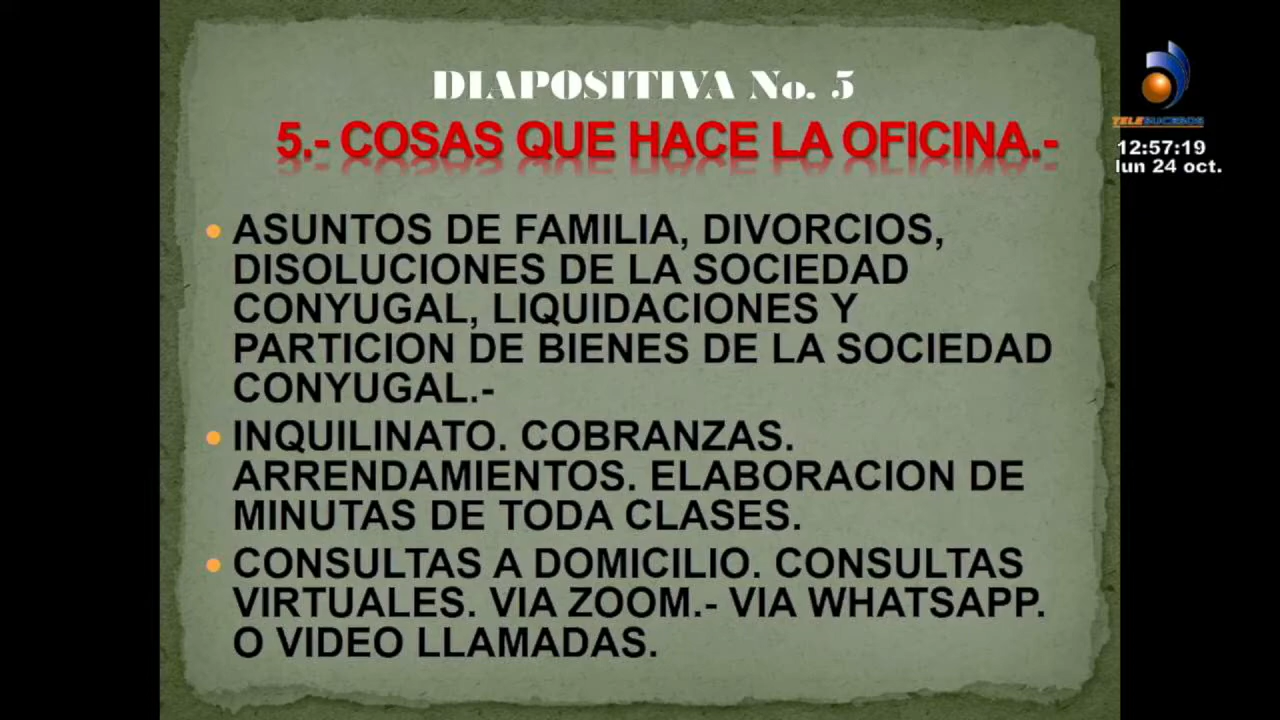 DIAPOSITIVA No. 5
5.- COSAS QUE HACE LA OFICINA.-
TELESUCESOS
12:57:19
lun 24 oct.
ASUNTOS DE FAMILIA, DIVORCIOS,
DISOLUCIONES DE LA SOCIEDAD
CONYUGAL, LIQUIDACIONES Y
PARTICION DE BIENES DE LA SOCIEDAD
CONYUGAL.-
INQUILINATO. COBRANZAS.
ARRENDAMIENTOS. ELABORACION DE
MINUTAS DE TODA CLASES.
CONSULTAS A DOMICILIO. CONSULTAS
VIRTUALES. VIA ZOOM.- VIA WHATSAPP.
O VIDEO LLAMADAS.